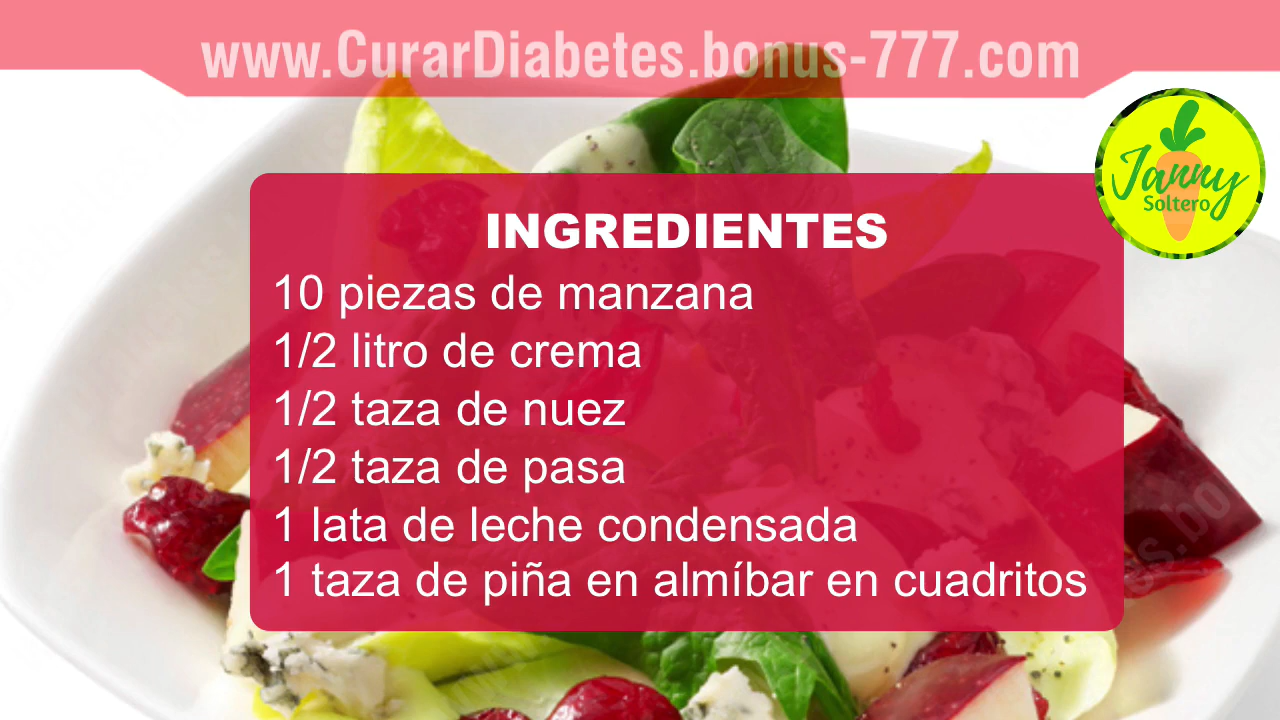 www.CurarDiabetes.bonus-777.com
Janny
Soltero
INGREDIENTES
10 piezas de manzana
1/2 litro de crema
1/2 taza de nuez
1/2 taza de pasa
1 lata de leche condensada
1 taza de piña en almíbar en cuadritos